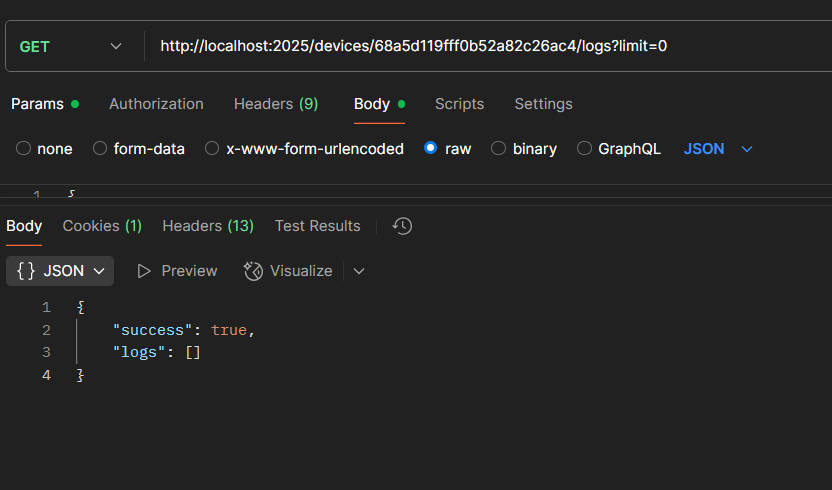 GET http://localhost:2025/devices/68a5d119fff0b52a82c26ac4/logs?limit=0
Params Authorization Headers (9) Body Scripts Settings
none form-data x-www-form-urlencoded raw binary GraphQL JSON
1 {
Body Cookies (1) Headers (13) Test Results
{} JSON Preview Visualize
1 {
2 "success": true,
3 "logs": []
4 }